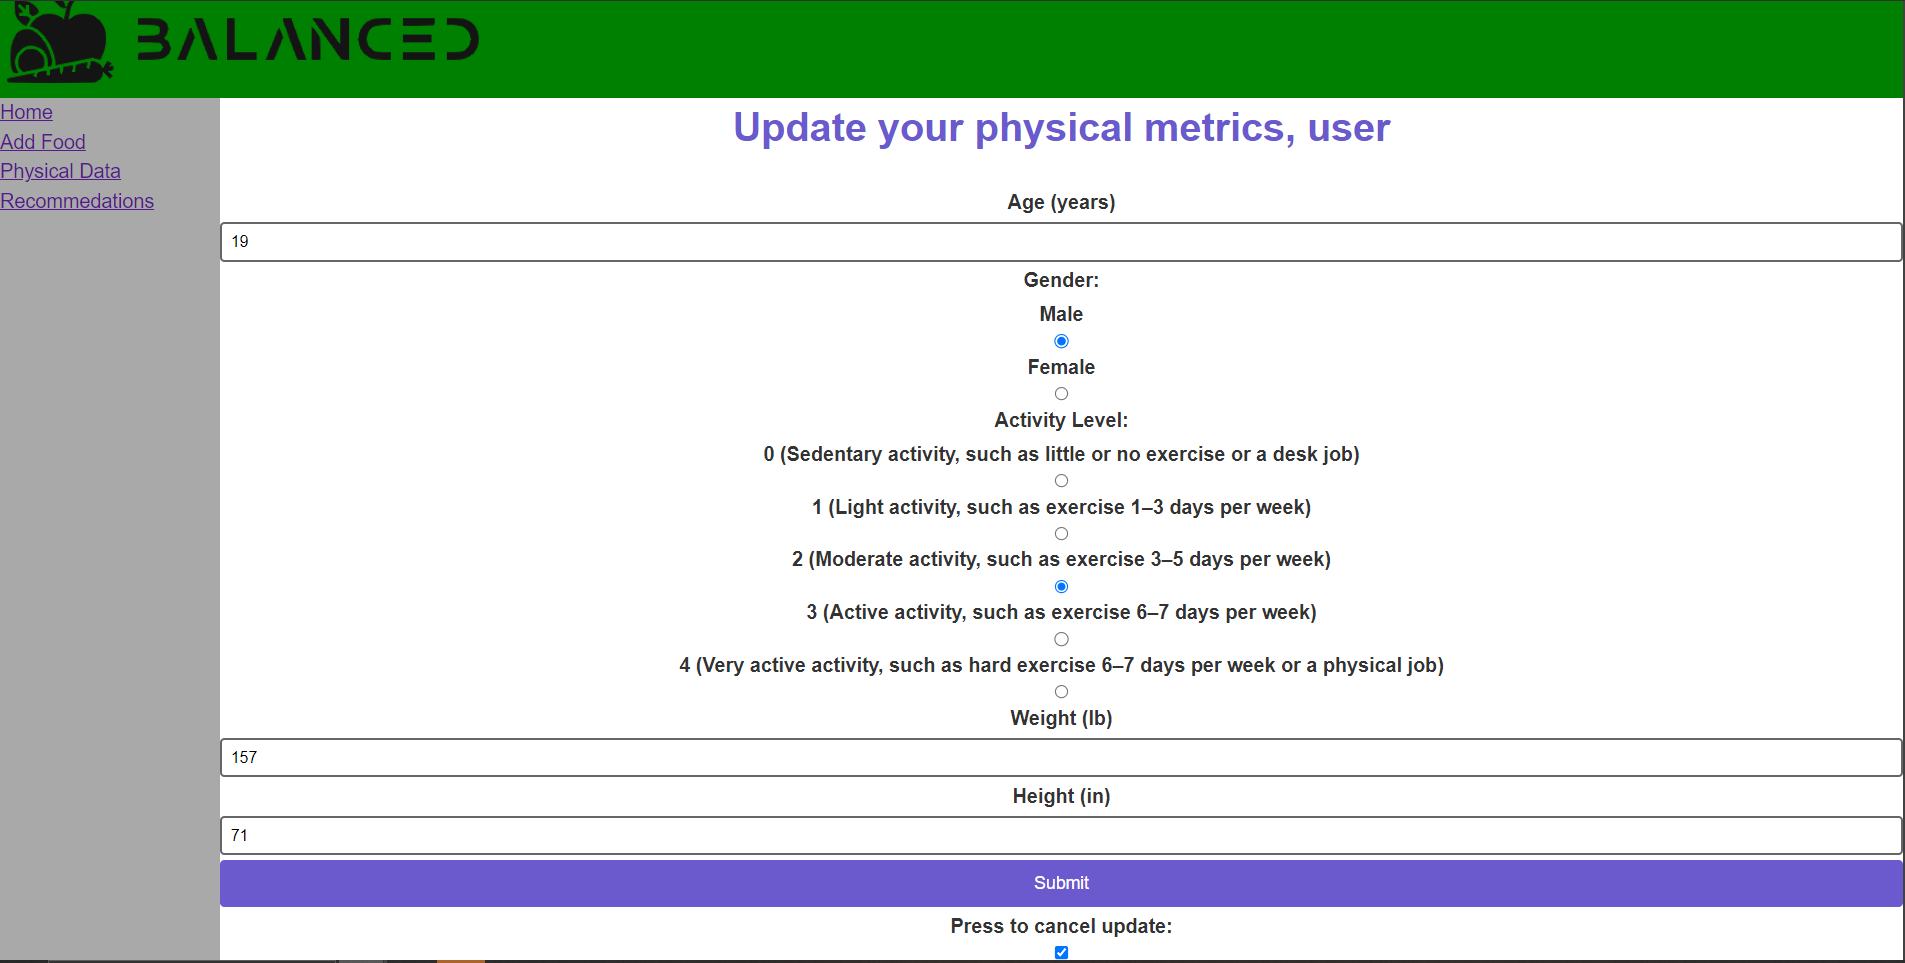 BALANCED
Home
Add Food
Physical Data
Recommedations
Update your physical metrics, user
Age (years)
19
Gender:
Male
Female
Activity Level:
0 (Sedentary activity, such as little or no exercise or a desk job)
1 (Light activity, such as exercise 1–3 days per week)
2 (Moderate activity, such as exercise 3–5 days per week)
3 (Active activity, such as exercise 6–7 days per week)
4 (Very active activity, such as hard exercise 6–7 days per week or a physical job)
Weight (lb)
157
Height (in)
71
Submit
Press to cancel update: